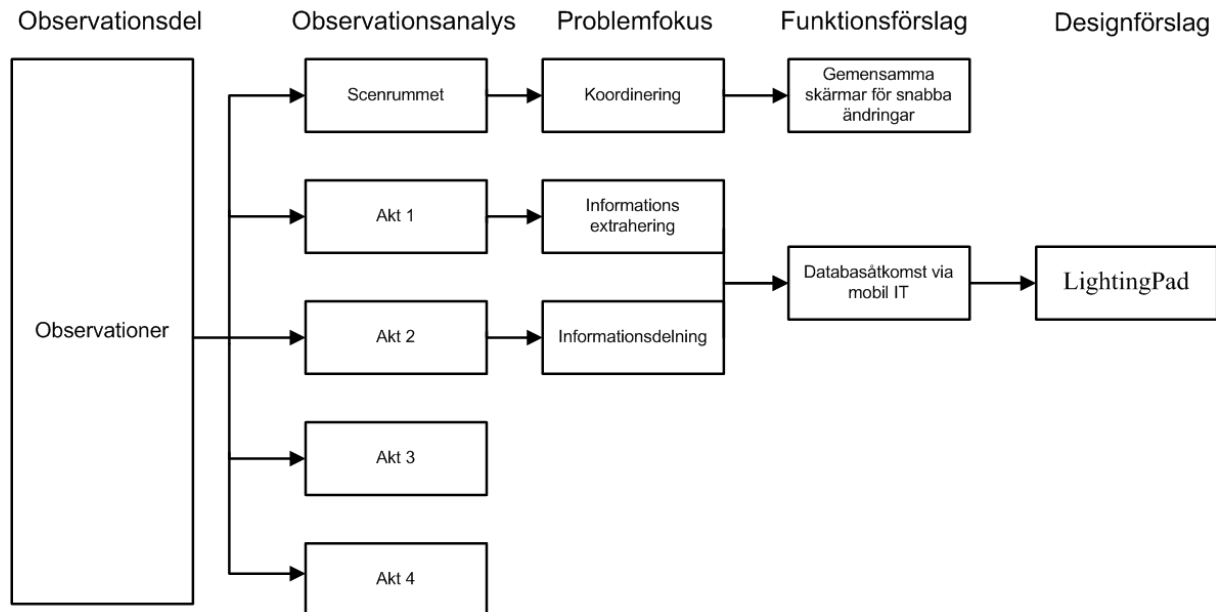 Observationsdel
Observationsanalys
Problemfokus
Funktionsförslag
Designförslag
Observationer
Scenrummet
Koordinering
Gemensamma
skärmar för snabba
ändringar
Akt 1
Informations
extrahering
Akt 2
Informationsdelning
Databasåtkomst via
mobil IT
LightingPad
Akt 3
Akt 4